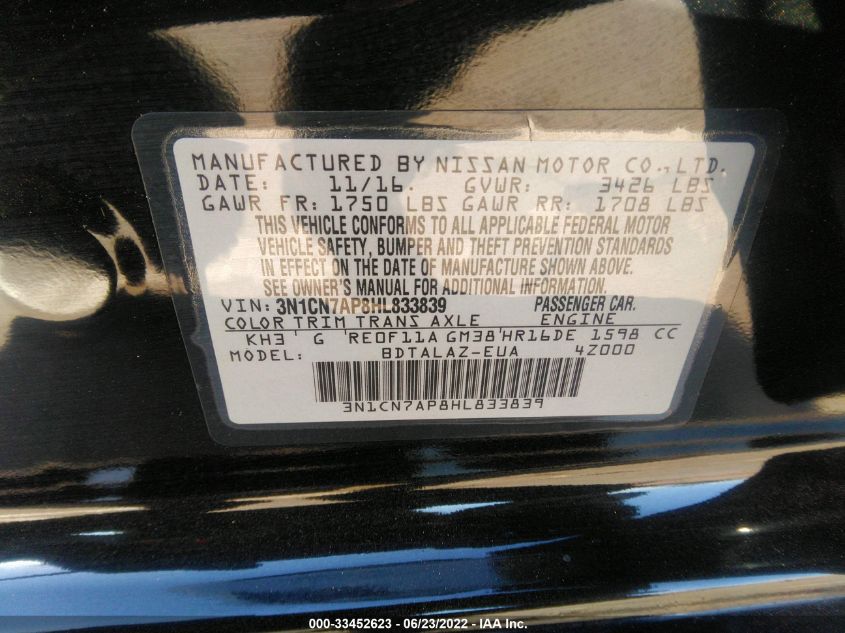 MANUFACTURED BY NISSAN MOTOR CO.,LTD.
DATE: 11/16. GVWR: 3426 LBS
GAWR FR: 1750 LBS GAWR RR: 1708 LBS
THIS VEHICLE CONFORMS TO ALL APPLICABLE FEDERAL MOTOR
VEHICLE SAFETY, BUMPER AND THEFT PREVENTION STANDARDS
IN EFFECT ON THE DATE OF MANUFACTURE SHOWN ABOVE.
SEE OWNER'S MANUAL FOR ADDITIONAL INFORMATION.
VIN: 3N1CN7AP8HL833839 PASSENGER CAR.
COLOR TRIM TRANS AXLE ENGINE
KH3 ' G 'RE0F11A GM38'HR16DE 1598 CC
MODEL: BDTALAZ-EUA 4Z000
3N1CN7AP8HL833839
000-33452623 - 06/23/2022 - IAA Inc.